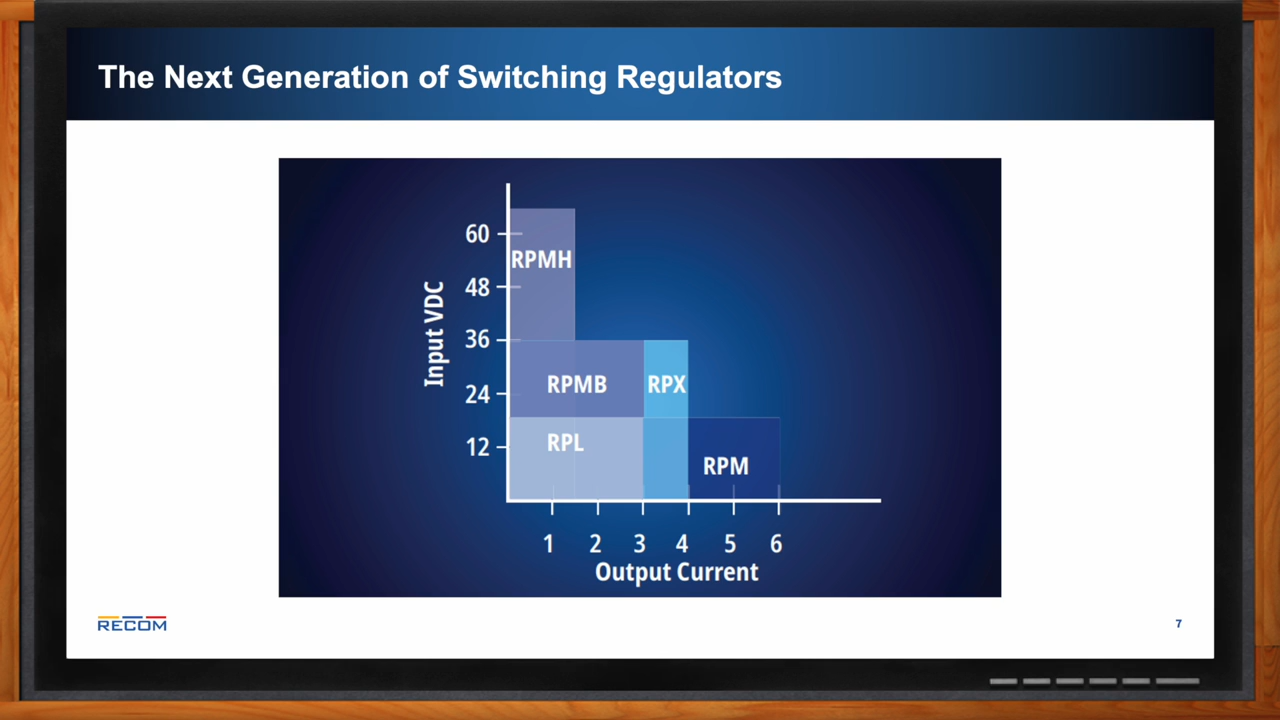 The Next Generation of Switching Regulators
60
RPMH
48
Input VDC
36
RPMB
RPX
24
RPL
12
RPM
1 2 3 4 5 6
Output Current
RECOM
7